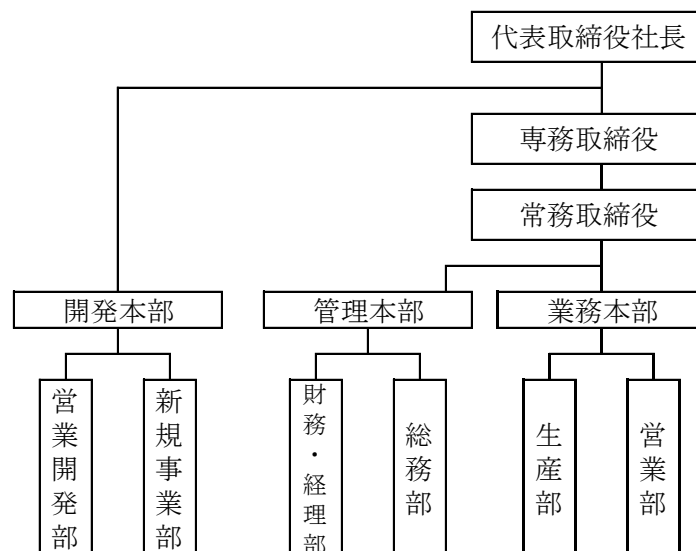 代表取締役社長
専務取締役
常務取締役
開発本部
管理本部
業務本部
営業開発部
新規事業部
財務・経理部
総務部
生産部
営業部